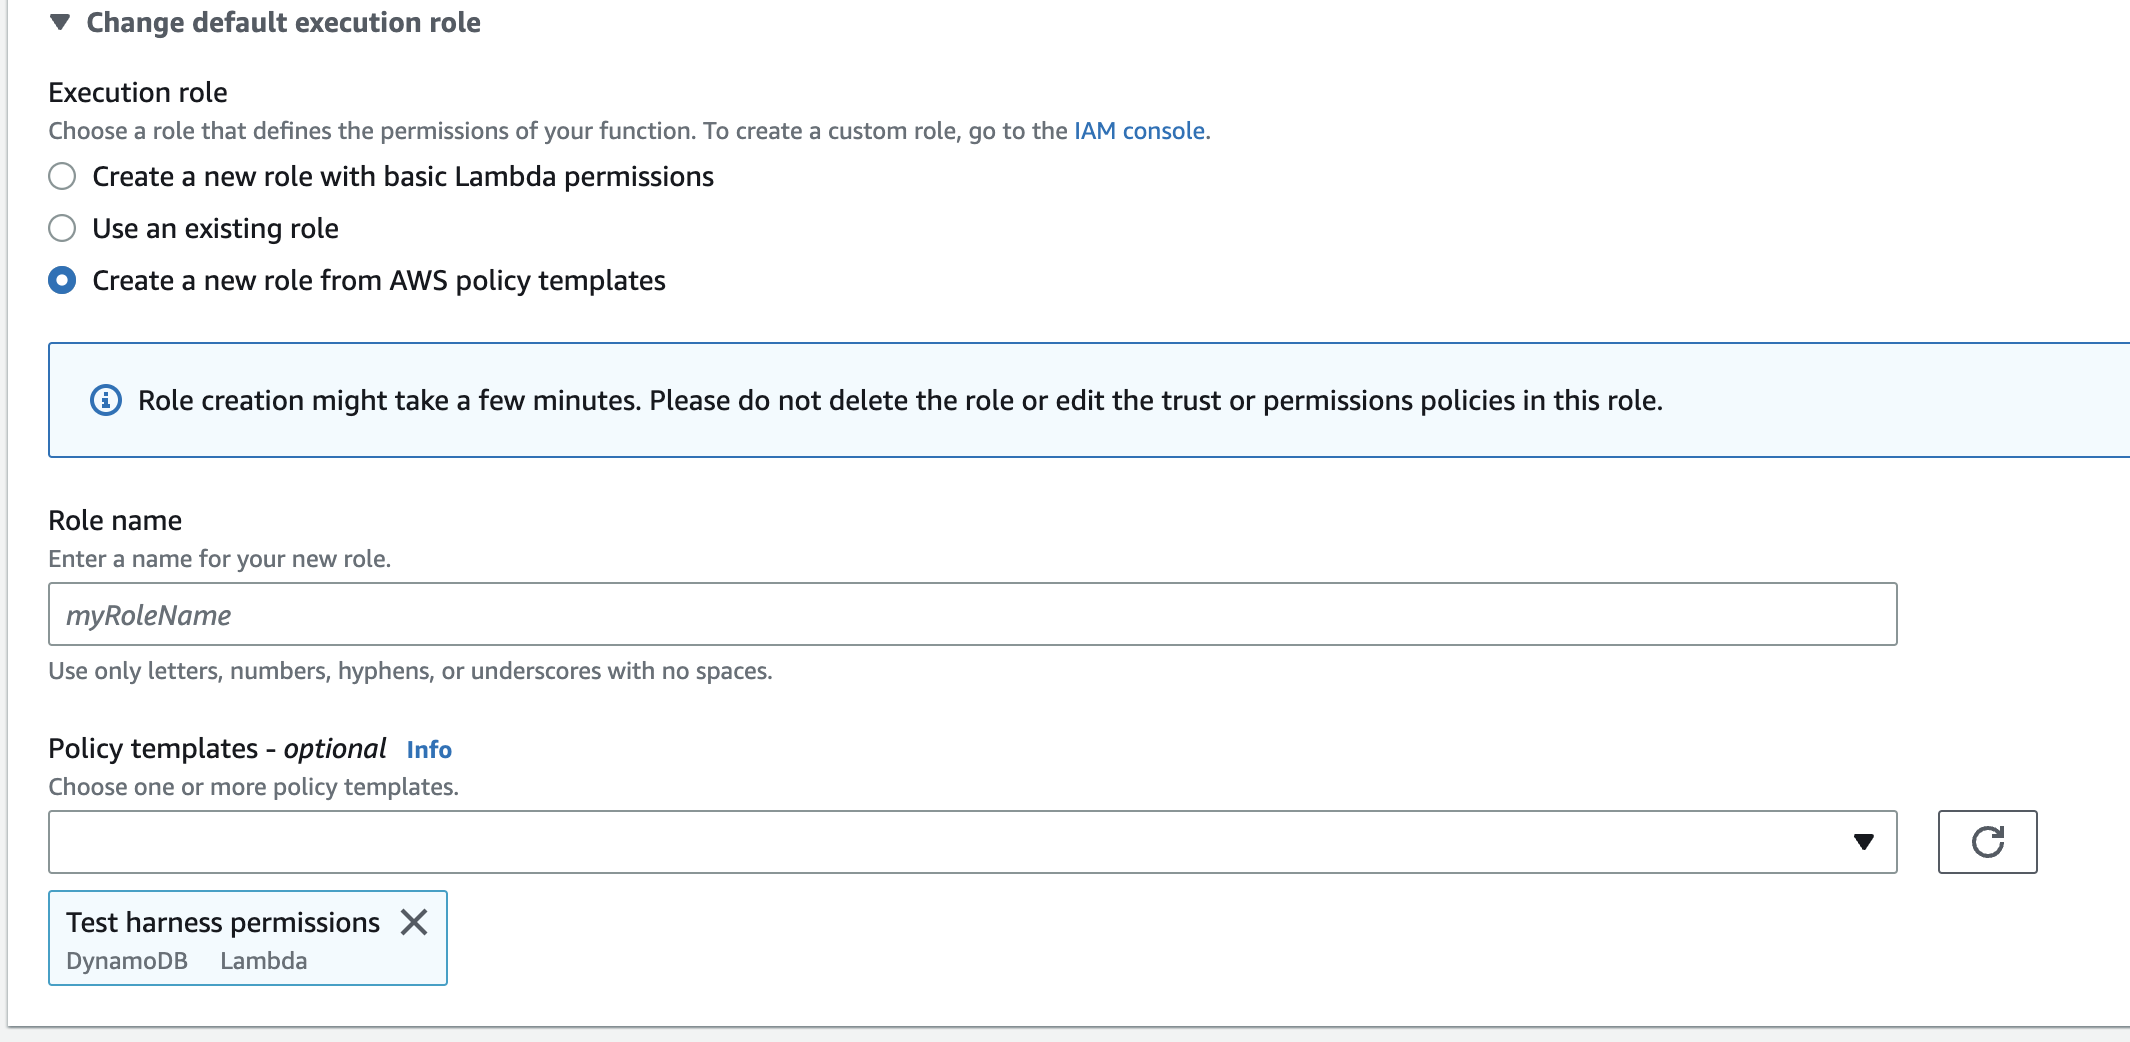 Change default execution role
Execution role
Choose a role that defines the permissions of your function. To create a custom role, go to the IAM console.
Create a new role with basic Lambda permissions
Use an existing role
Create a new role from AWS policy templates
Role creation might take a few minutes. Please do not delete the role or edit the trust or permissions policies in this role.
Role name
Enter a name for your new role.
myRoleName
Use only letters, numbers, hyphens, or underscores with no spaces.
Policy templates - optional Info
Choose one or more policy templates.
Test harness permissions
DynamoDB Lambda